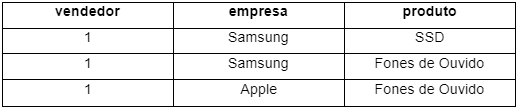 vendedor empresa produto
1 Samsung SSD
1 Samsung Fones de Ouvido
1 Apple Fones de Ouvido